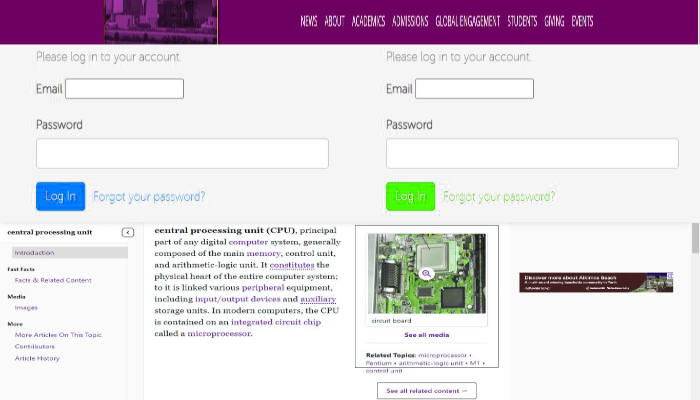 NEWS ABOUT ACADEMICS ADMISSIONS GLOBAL ENGAGEMENT STUDENTS GIVING EVENTS
Please log in to your account.
Email
Password
Log In Forgot your password?
Please log in to your account.
Email
Password
Log In Forgot your password?
central processing unit
Introduction
Fast Facts
Facts & Related Content
Media
Images
More
More Articles On This Topic
Contributors
Article History
central processing unit (CPU), principal
part of any digital computer system, generally
composed of the main memory, control unit,
and arithmetic-logic unit. It constitutes the
physical heart of the entire computer system;
to it is linked various peripheral equipment,
including input/output devices and auxiliary
storage units. In modern computers, the CPU
is contained on an integrated circuit chip
called a microprocessor.
circuit board
See all media
Related Topics: microprocessor •
Pentium • arithmetic-logic unit • M1 •
control unit
See all related content →
Discover more about Alkimos Beach